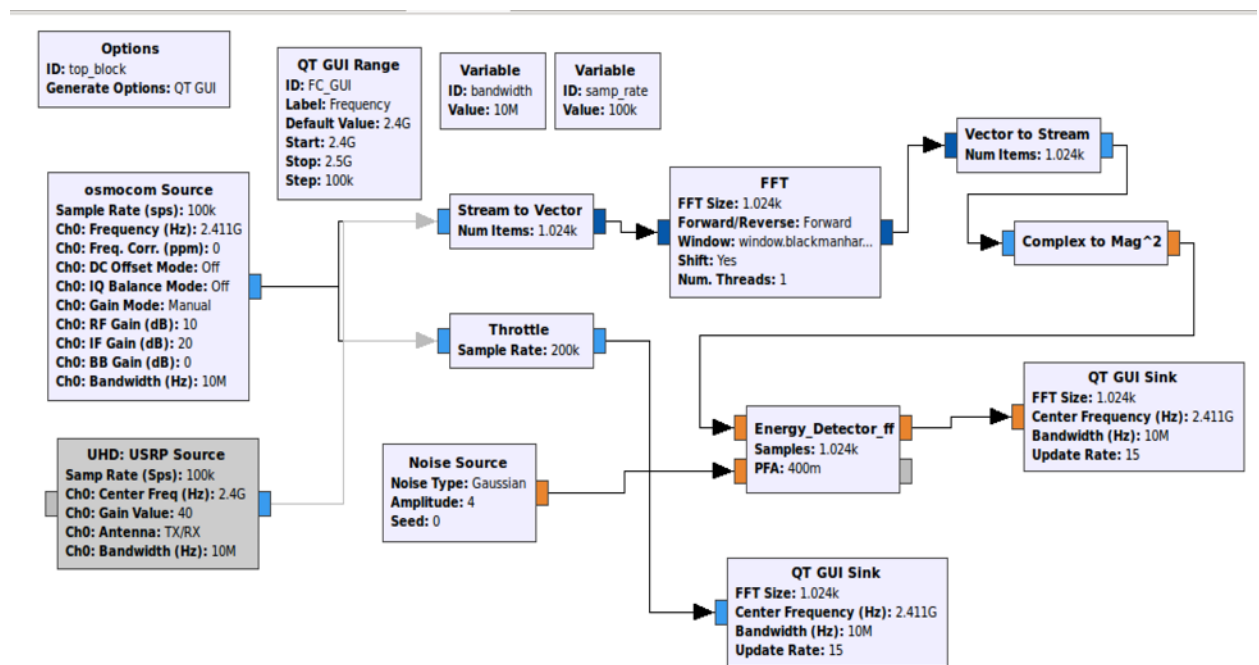 Options
ID: top_block
Generate Options: QT GUI
QT GUI Range
ID: FC_GUI
Label: Frequency
Default Value: 2.4G
Start: 2.4G
Stop: 2.5G
Step: 100k
Variable
ID: bandwidth
Value: 10M
Variable
ID: samp_rate
Value: 100k
osmocom Source
Sample Rate (sps): 100k
Ch0: Frequency (Hz): 2.411G
Ch0: Freq. Corr. (ppm): 0
Ch0: DC Offset Mode: Off
Ch0: IQ Balance Mode: Off
Ch0: Gain Mode: Manual
Ch0: RF Gain (dB): 10
Ch0: IF Gain (dB): 20
Ch0: BB Gain (dB): 0
Ch0: Bandwidth (Hz): 10M
Stream to Vector
Num Items: 1.024k
FFT
FFT Size: 1.024k
Forward/Reverse: Forward
Window: window.blackmanhar...
Shift: Yes
Num. Threads: 1
Vector to Stream
Num Items: 1.024k
Complex to Mag^2
Throttle
Sample Rate: 200k
UHD: USRP Source
Samp Rate (Sps): 100k
Ch0: Center Freq (Hz): 2.4G
Ch0: Gain Value: 40
Ch0: Antenna: TX/RX
Ch0: Bandwidth (Hz): 10M
Noise Source
Noise Type: Gaussian
Amplitude: 4
Seed: 0
Energy_Detector_ff
Samples: 1.024k
PFA: 400m
QT GUI Sink
FFT Size: 1.024k
Center Frequency (Hz): 2.411G
Bandwidth (Hz): 10M
Update Rate: 15
QT GUI Sink
FFT Size: 1.024k
Center Frequency (Hz): 2.411G
Bandwidth (Hz): 10M
Update Rate: 15